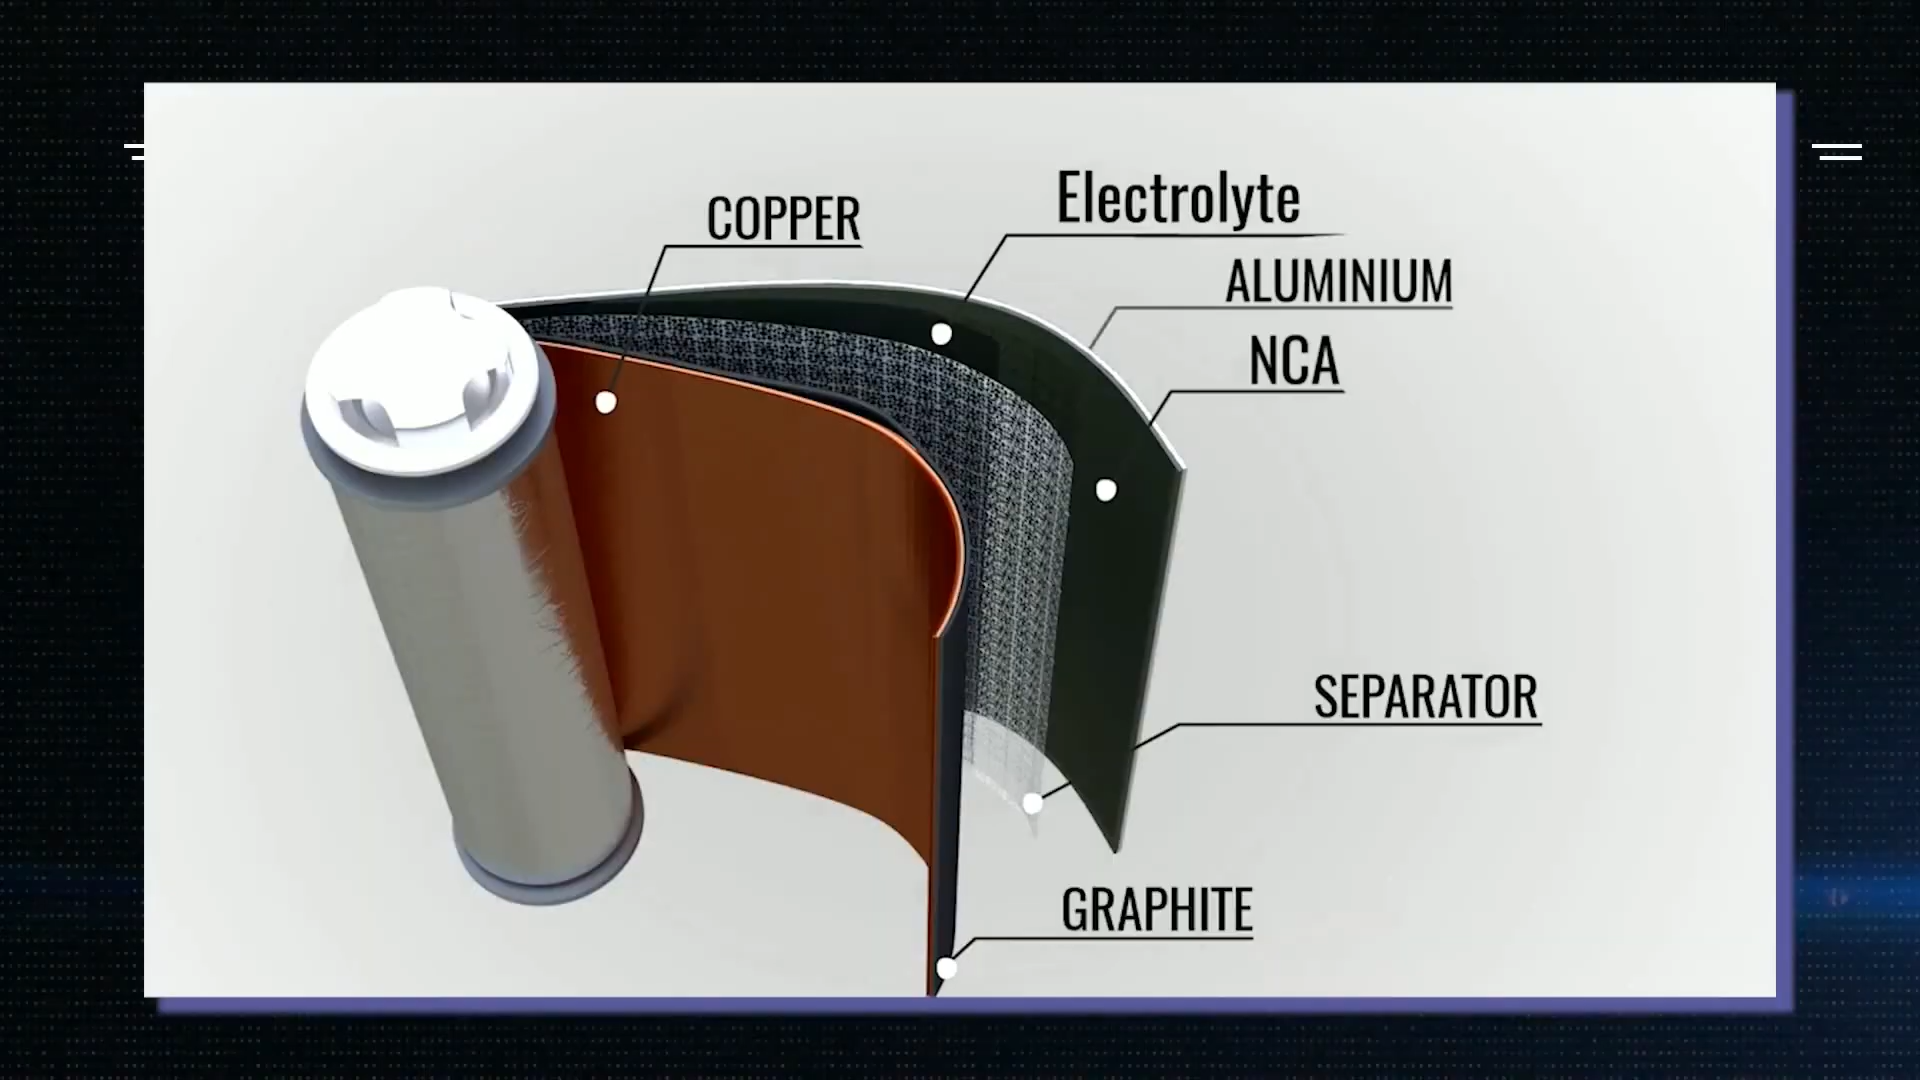 COPPER
Electrolyte
ALUMINIUM
NCA
SEPARATOR
GRAPHITE